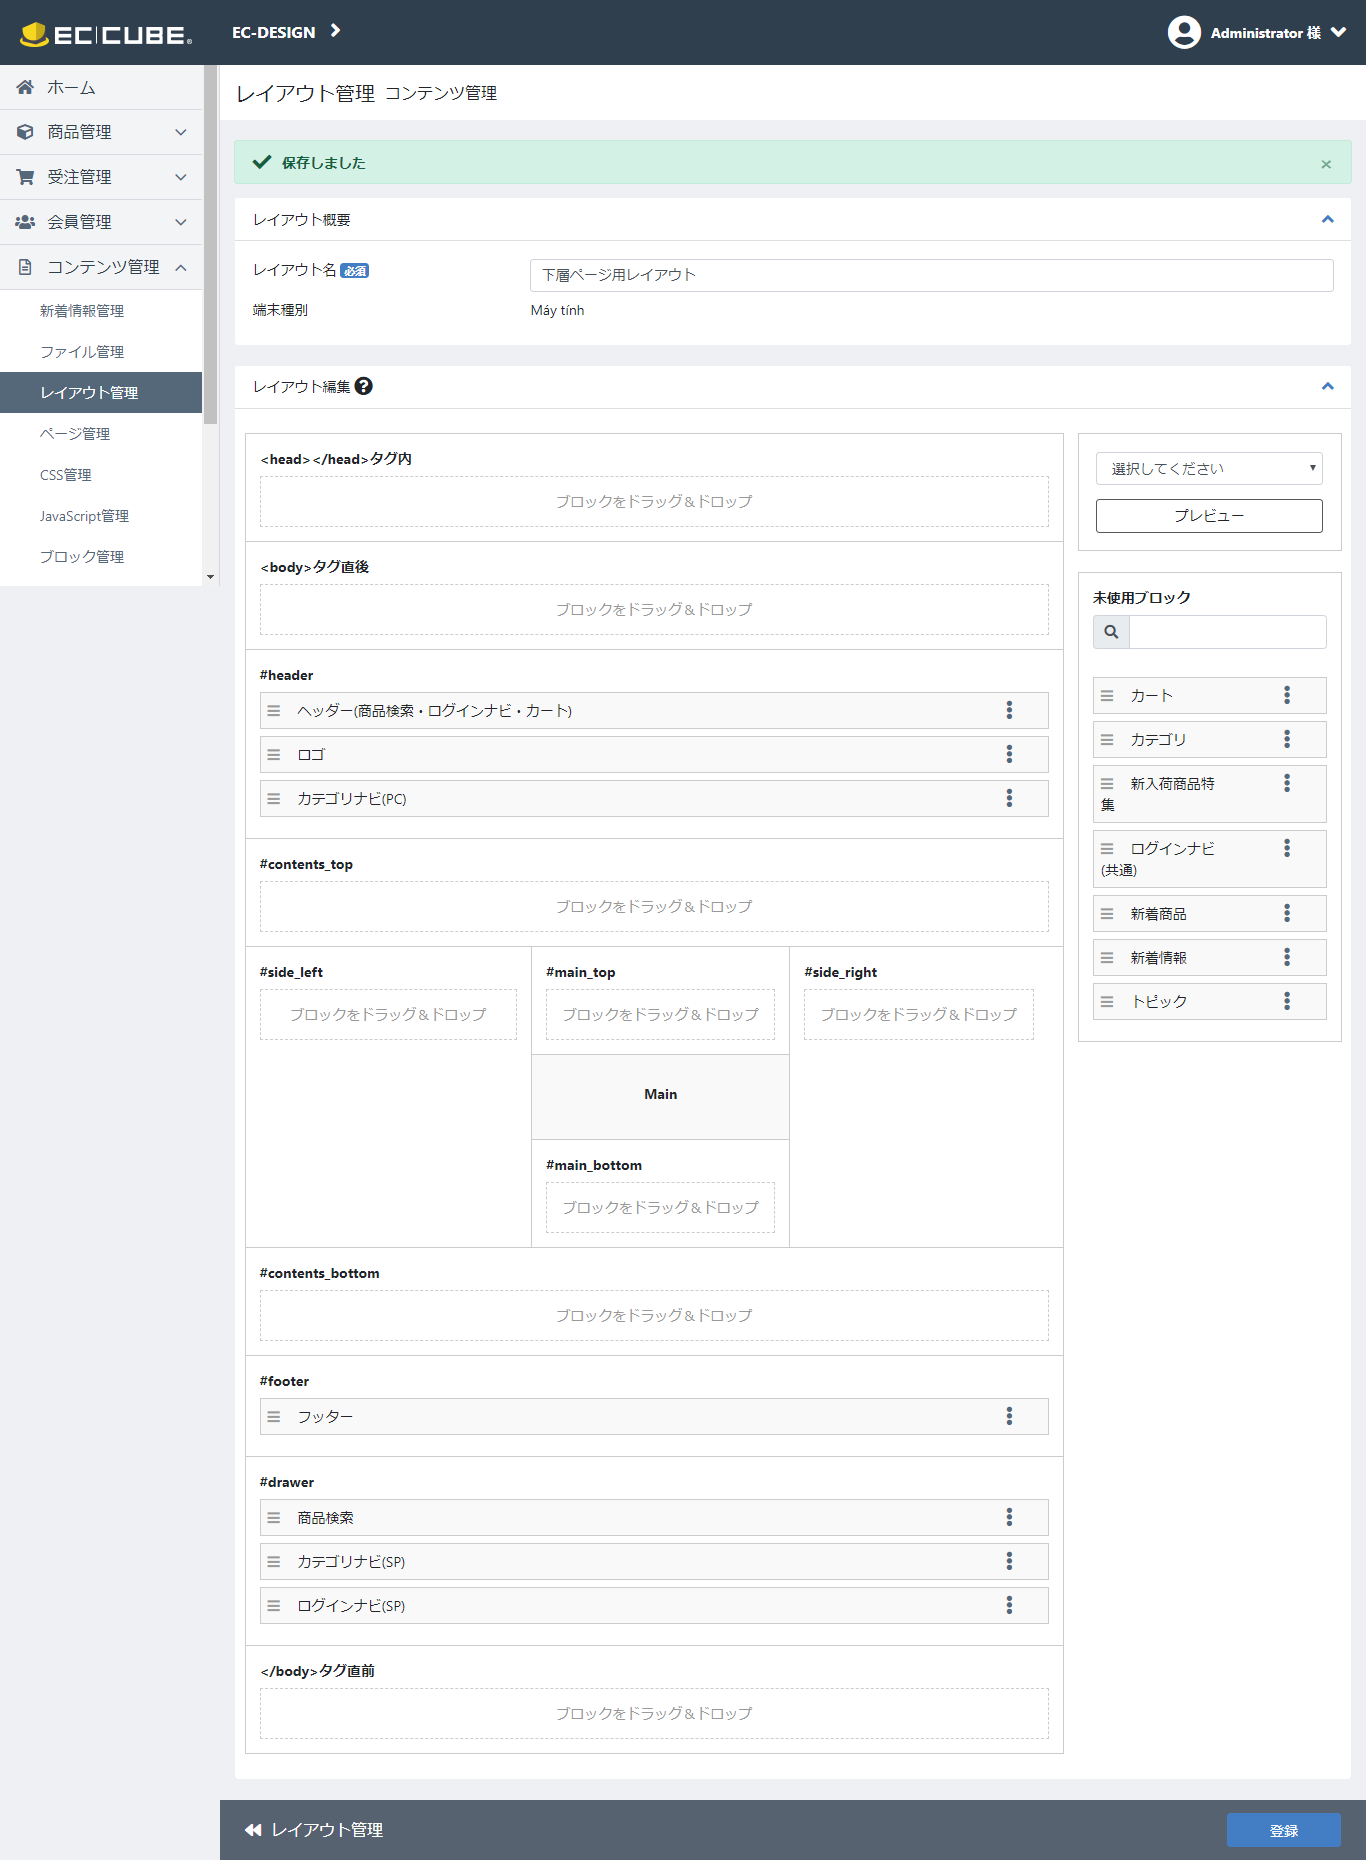 EC CUBE®
EC-DESIGN
Administrator 様
ホーム
商品管理
受注管理
会員管理
コンテンツ管理
新着情報管理
ファイル管理
レイアウト管理
ページ管理
CSS管理
JavaScript管理
ブロック管理
レイアウト管理 コンテンツ管理
保存しました ×
レイアウト概要
レイアウト名 必須 下層ページ用レイアウト
端末種別 Máy tính
レイアウト編集
<head></head>タグ内
ブロックをドラッグ＆ドロップ
<body>タグ直後
ブロックをドラッグ＆ドロップ
#header
ヘッダー(商品検索・ログインナビ・カート)
ロゴ
カテゴリナビ(PC)
#contents_top
ブロックをドラッグ＆ドロップ
#side_left
ブロックをドラッグ＆ドロップ
#main_top
ブロックをドラッグ＆ドロップ
Main
#main_bottom
ブロックをドラッグ＆ドロップ
#side_right
ブロックをドラッグ＆ドロップ
#contents_bottom
ブロックをドラッグ＆ドロップ
#footer
フッター
#drawer
商品検索
カテゴリナビ(SP)
ログインナビ(SP)
</body>タグ直前
ブロックをドラッグ＆ドロップ
選択してください
プレビュー
未使用ブロック
カート
カテゴリ
新入荷商品特
集
ログインナビ
(共通)
新着商品
新着情報
トピック
レイアウト管理
登録